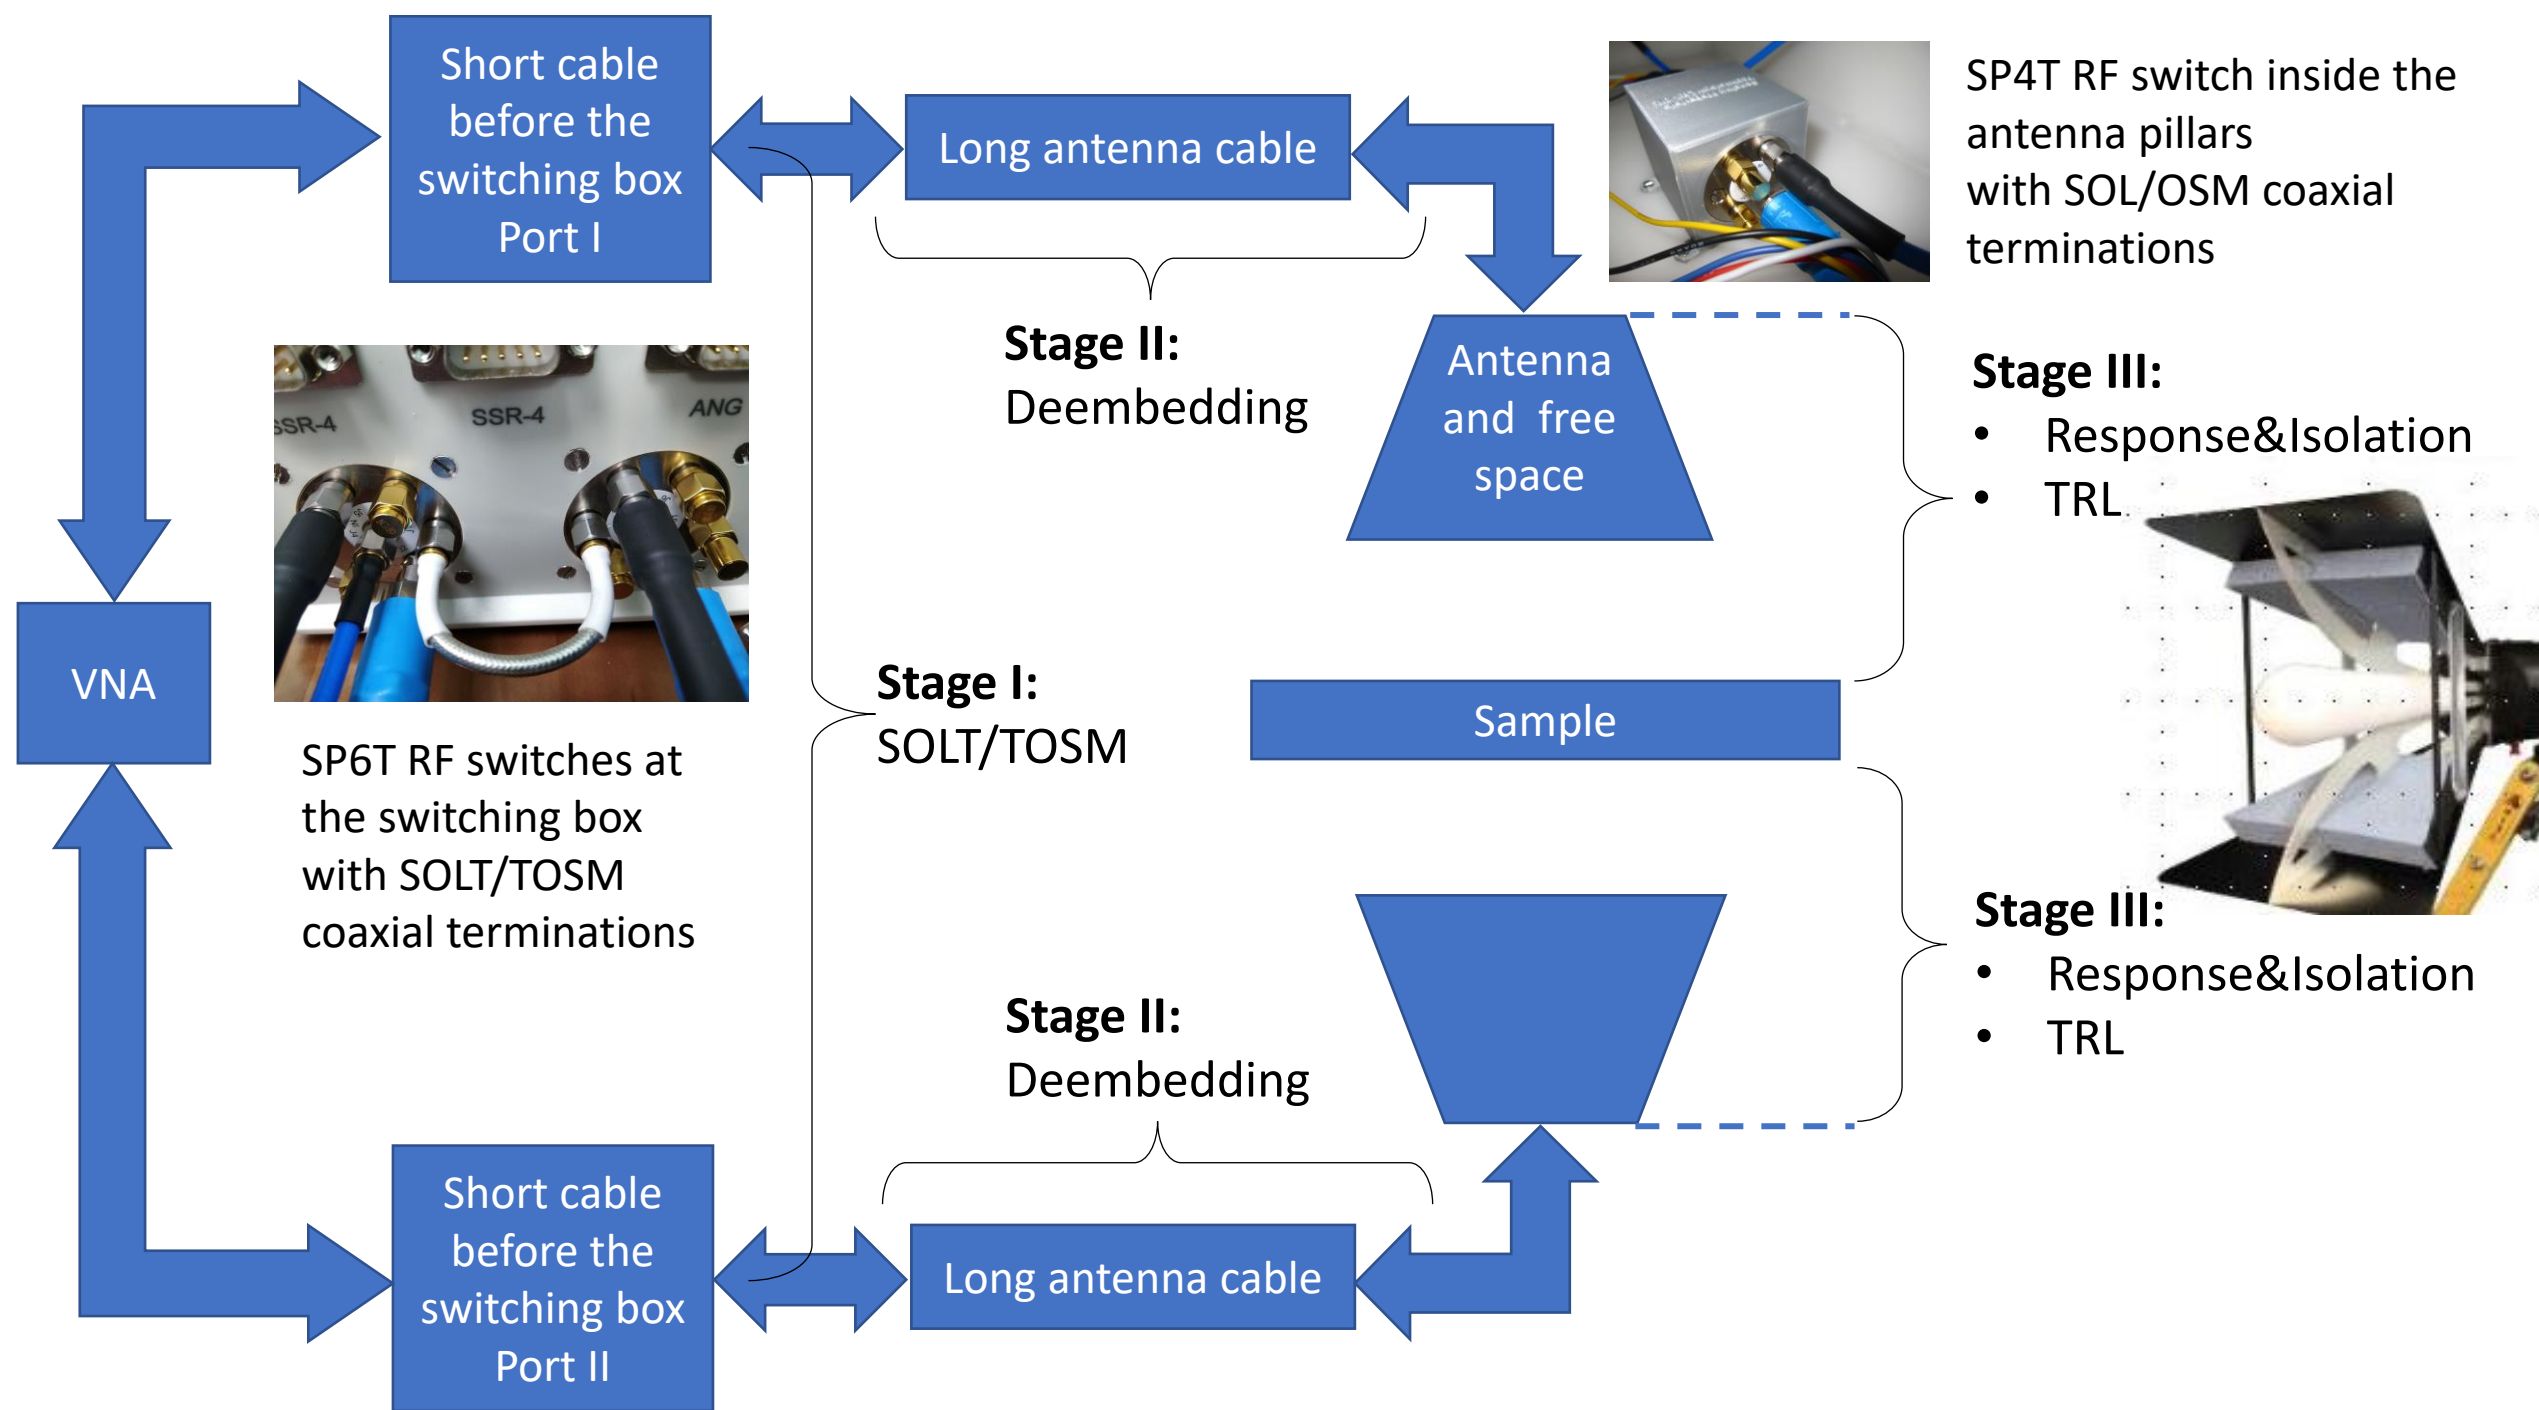 Short cable
before the
switching box
Port I
Long antenna cable
SP4T RF switch inside the
antenna pillars
with SOL/OSM coaxial
terminations
Stage II:
Deembedding
Antenna
and free
space
Stage III:
• Response&Isolation
• TRL
SSR-4
SSR-4
ANG
VNA
SP6T RF switches at
the switching box
with SOLT/TOSM
coaxial terminations
Stage I:
SOLT/TOSM
Sample
Stage III:
• Response&Isolation
• TRL
Stage II:
Deembedding
Short cable
before the
switching box
Port II
Long antenna cable